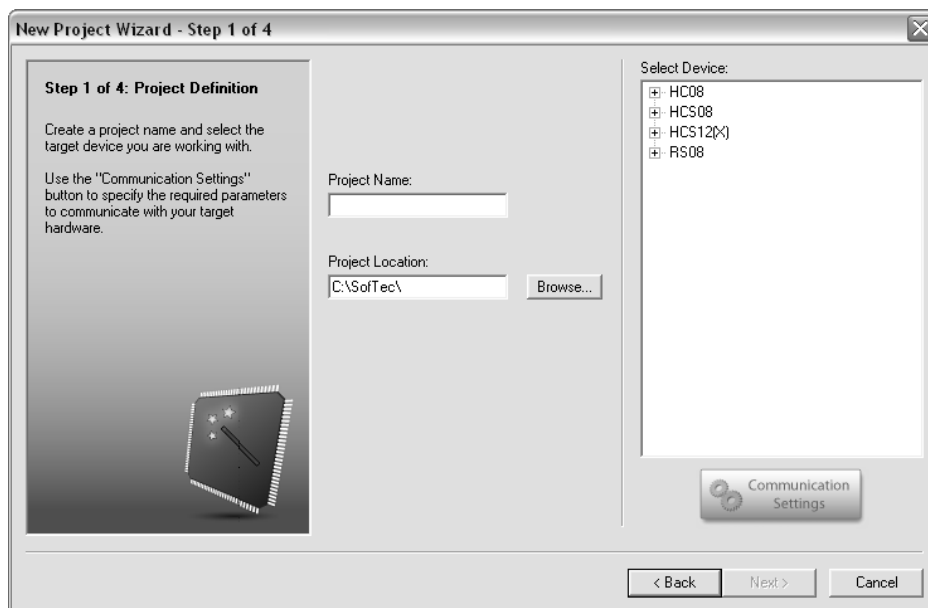 New Project Wizard - Step 1 of 4
Step 1 of 4: Project Definition
Create a project name and select the
target device you are working with.
Use the "Communication Settings"
button to specify the required parameters
to communicate with your target
hardware.
Project Name:
Project Location:
C:\SofTec\
Browse...
Select Device:
HC08
HCS08
HCS12(X)
RS08
Communication
Settings
< Back
Next >
Cancel